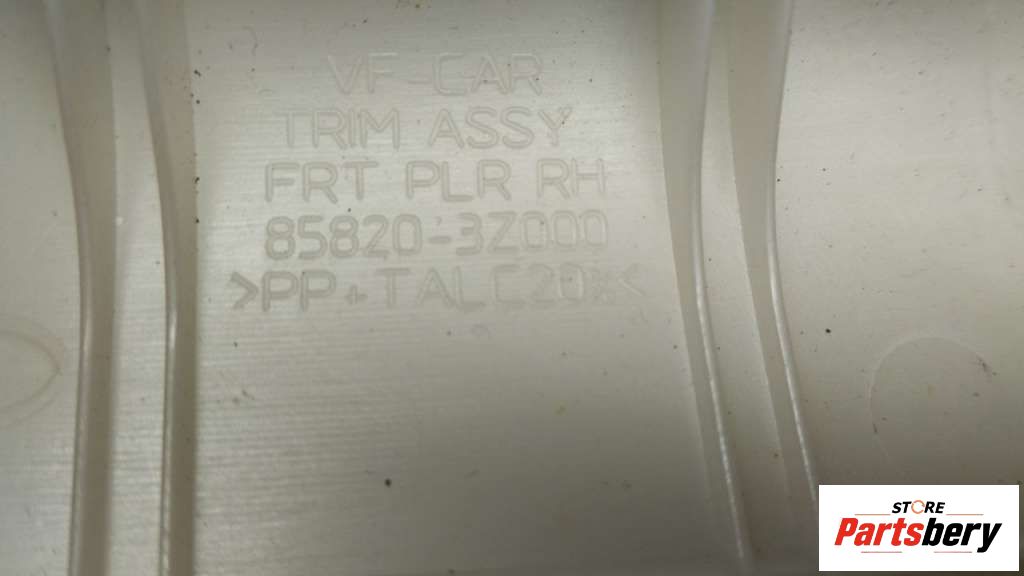 VF-CAR
TRIM ASSY
FRT PLR RH
85820-3Z000
>PP+TALC20%<
STORE
Partsbery